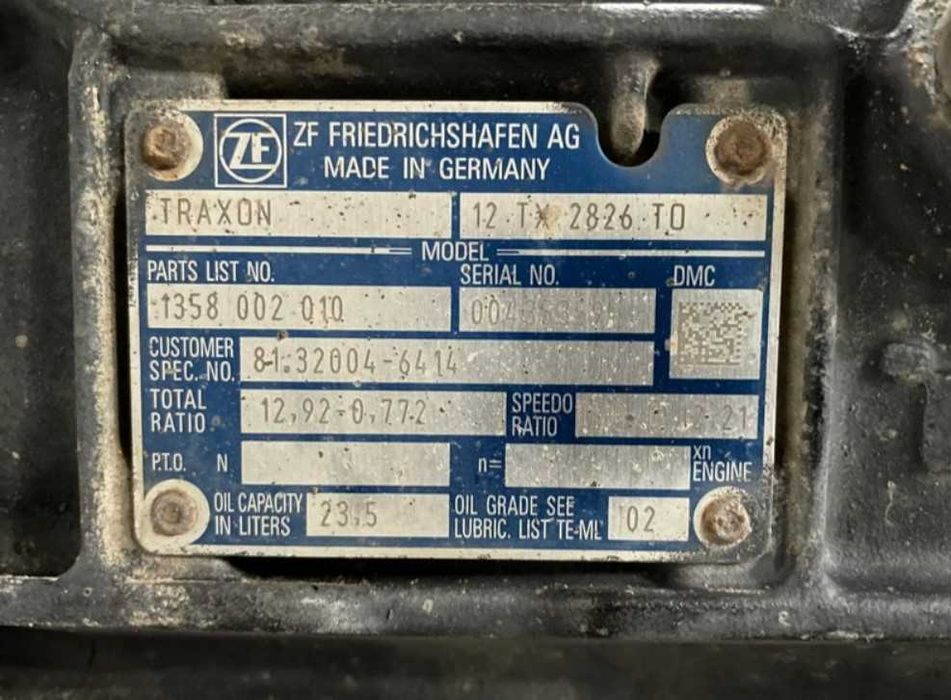 ZF
ZF FRIEDRICHSHAFEN AG
MADE IN GERMANY
TRAXON
12 TX 2826 TO
MODEL
PARTS LIST NO.
SERIAL NO.
DMC
1358 002 010
CUSTOMER
SPEC. NO.
81.32004-6414
TOTAL
RATIO
12,92-0,772
SPEEDO
RATIO
21
P.T.O. N
n=
xn
ENGINE
OIL CAPACITY
IN LITERS
23,5
OIL GRADE SEE
LUBRIC. LIST TE-ML
02